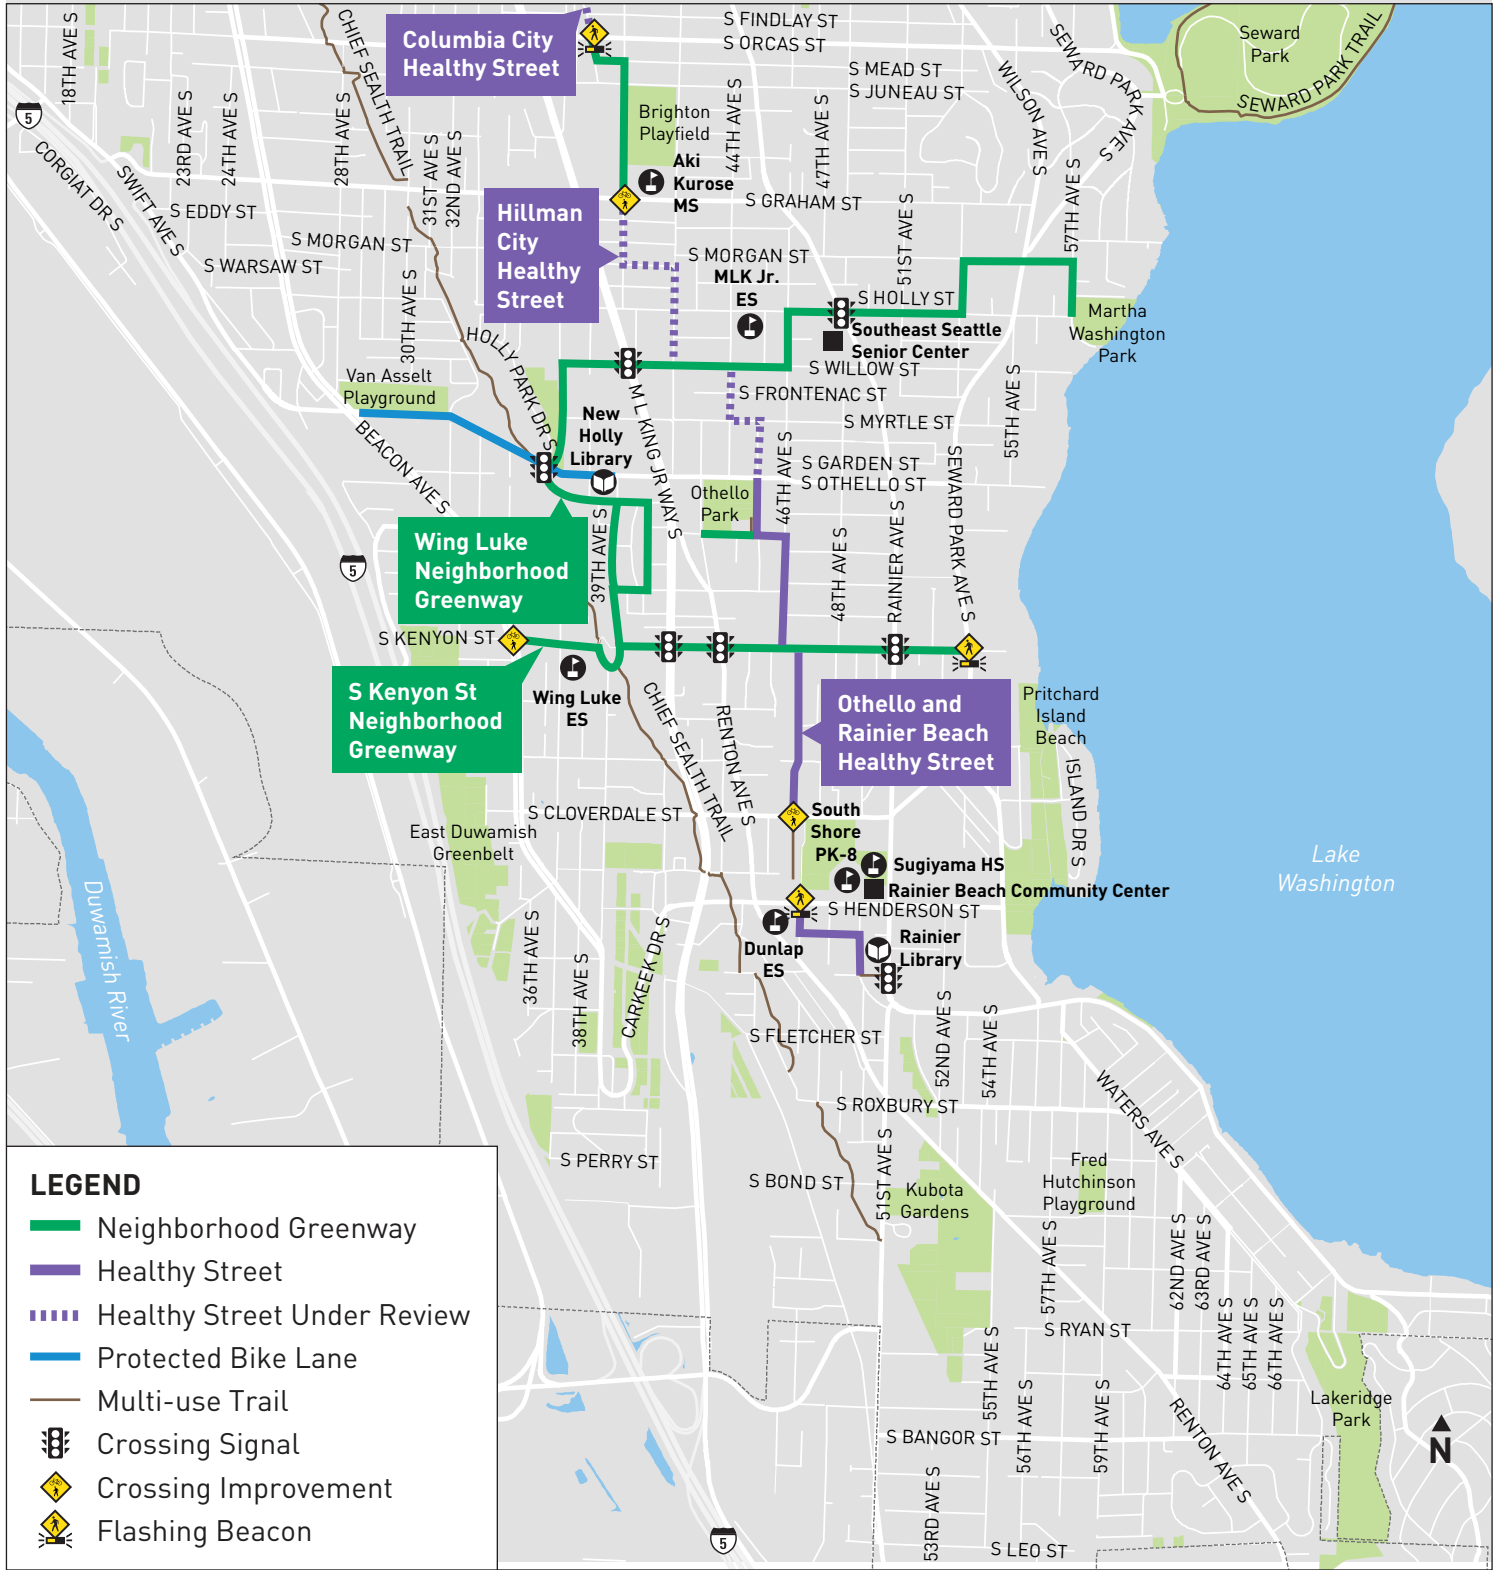 18TH AVE S
CHIEF SEALTH TRAIL
Columbia City
Healthy Street
S FINDLAY ST
S ORCAS ST
S MEAD ST
S JUNEAU ST
SEWARD PARK AVE S
WILSON AVE S
Seward
Park
SEWARD PARK TRAIL
5
CORGIAT DR S
SWIFT AVE S
23RD AVE S
24TH AVE S
28TH AVE S
31ST AVE S
32ND AVE S
Brighton
Playfield
44TH AVE S
47TH AVE S
Aki
Kurose
MS
S GRAHAM ST
51ST AVE S
57TH AVE S
S EDDY ST
S MORGAN ST
S WARSAW ST
Hillman
City
Healthy
Street
S MORGAN ST
MLK Jr.
ES
S HOLLY ST
Southeast Seattle
Senior Center
Martha
Washington
Park
30TH AVE S
HOLLY PARK DR S
Van Asselt
Playground
S WILLOW ST
S FRONTENAC ST
S MYRTLE ST
55TH AVE S
New
Holly
Library
M L KING JR WAY S
BEACON AVE S
S GARDEN ST
S OTHELLO ST
46TH AVE S
Othello
Park
SEWARD PARK AVE S
Wing Luke
Neighborhood
Greenway
39TH AVE S
48TH AVE S
RAINIER AVE S
5
S KENYON ST
S Kenyon St
Neighborhood
Greenway
Wing Luke
ES
CHIEF SEALTH TRAIL
RENTON AVE S
Othello and
Rainier Beach
Healthy Street
Pritchard
Island
Beach
ISLAND DR S
S CLOVERDALE ST
East Duwamish
Greenbelt
South
Shore
PK-8
Sugiyama HS
Rainier Beach Community Center
S HENDERSON ST
Lake
Washington
Duwamish River
36TH AVE S
38TH AVE S
CARKEEK DR S
Dunlap
ES
Rainier
Library
S FLETCHER ST
52ND AVE S
54TH AVE S
S ROXBURY ST
WATERS AVE S
S PERRY ST
S BOND ST
51ST AVE S
Kubota
Gardens
Fred
Hutchinson
Playground
57TH AVE S
62ND AVE S
63RD AVE S
S RYAN ST
64TH AVE S
65TH AVE S
66TH AVE S
55TH AVE S
56TH AVE S
59TH AVE S
RENTON AVE S
Lakeridge
Park
S BANGOR ST
53RD AVE S
S LEO ST
5
N
LEGEND
Neighborhood Greenway
Healthy Street
Healthy Street Under Review
Protected Bike Lane
Multi-use Trail
Crossing Signal
Crossing Improvement
Flashing Beacon